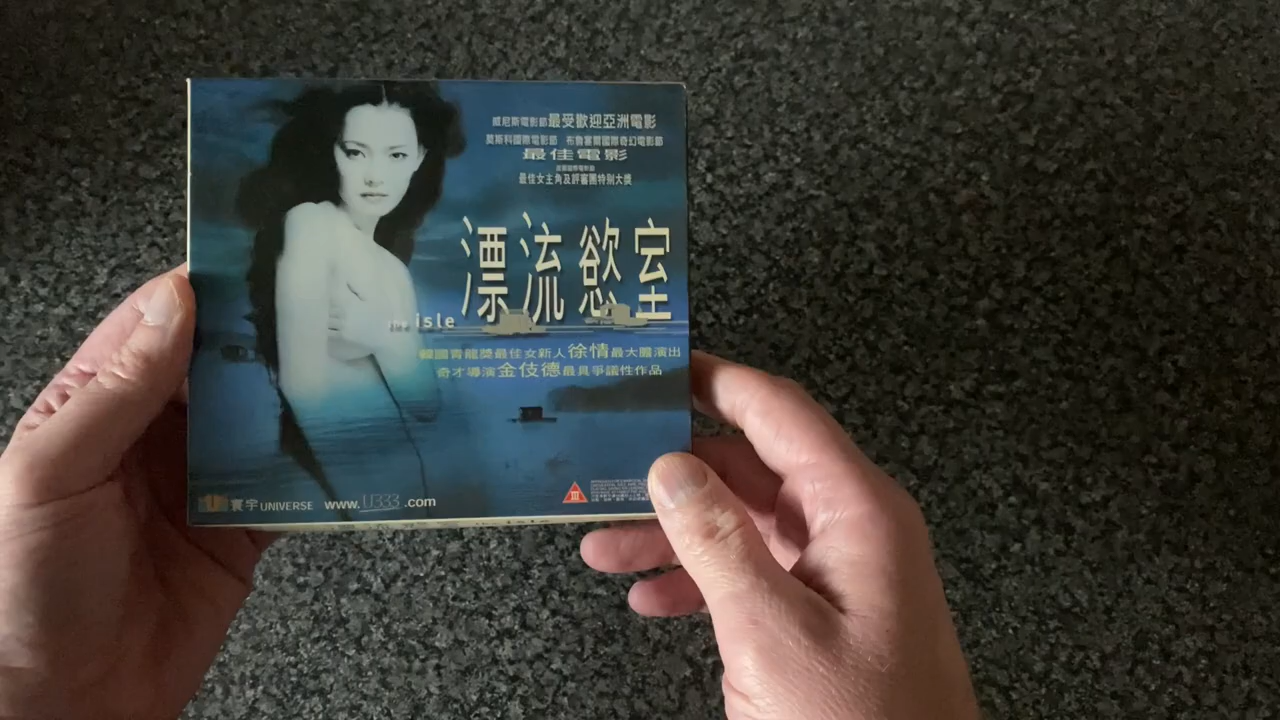 威尼斯電影節最受歡迎亞洲電影
莫斯科國際電影節 布魯塞爾國際奇幻電影節
最佳電影
最佳女主角及評審團特別大獎
漂流慾室
the isle
韓國青龍獎最佳女新人徐情最大膽演出
奇才導演金伎德最具爭議性作品
寰宇 UNIVERSE www.U333.com
III
the isle